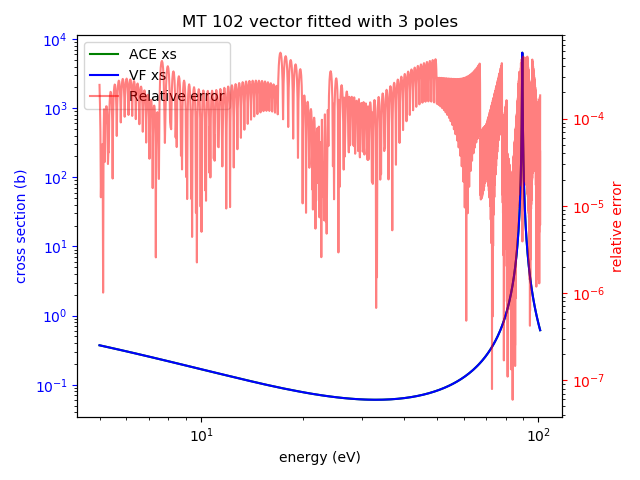 MT 102 vector fitted with 3 poles
ACE xs
VF xs
Relative error
10⁴
10³
10²
10¹
10⁰
10⁻¹
cross section (b)
10⁻⁴
10⁻⁵
10⁻⁶
10⁻⁷
relative error
10¹
10²
energy (eV)